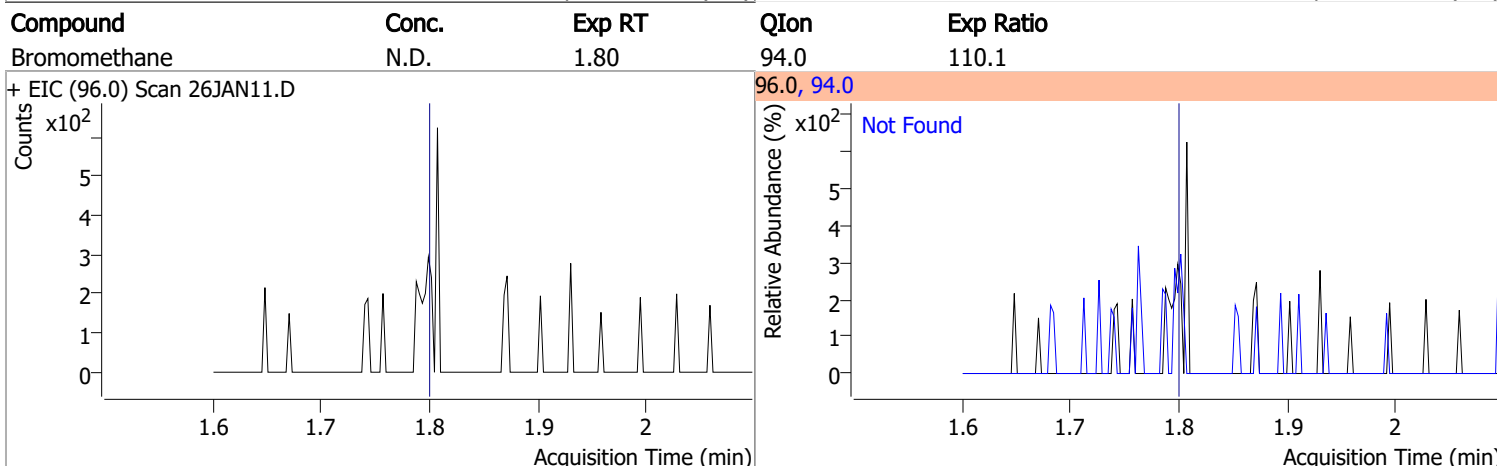 Compound Conc. Exp RT QIon Exp Ratio
Bromomethane N.D. 1.80 94.0 110.1
+ EIC (96.0) Scan 26JAN11.D
Counts
x10²
5
4
3
2
1
0
1.6 1.7 1.8 1.9 2
Acquisition Time (min)
96.0, 94.0
Relative Abundance (%)
x10²
Not Found
5
4
3
2
1
0
1.6 1.7 1.8 1.9 2
Acquisition Time (min)